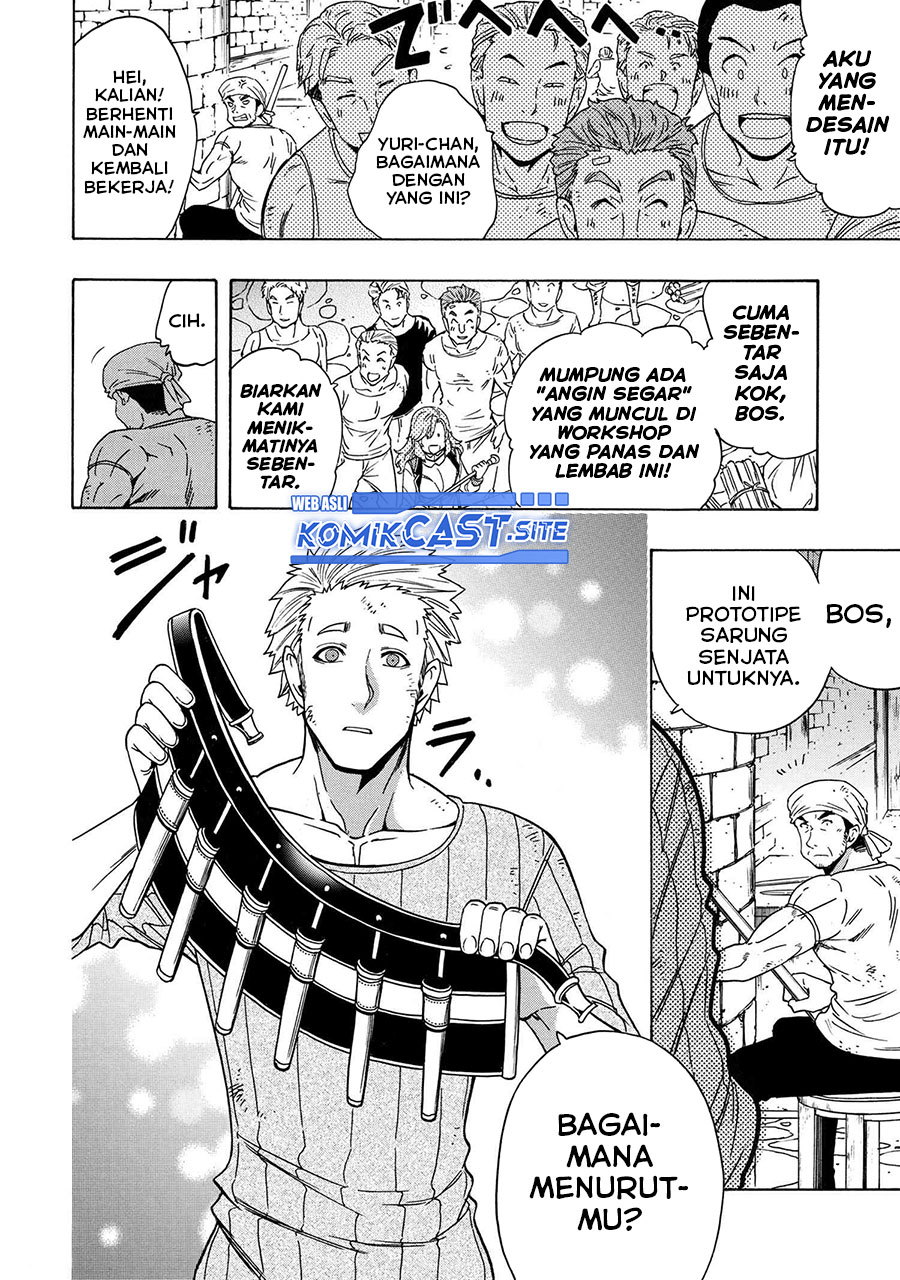 AKU
YANG
MEN-
DESAIN
ITU!
デヘヘヘ
YURI-CHAN,
BAGAIMANA
DENGAN
YANG INI?
HEI,
KALIAN!
BERHENTI
MAIN-MAIN
DAN
KEMBALI
BEKERJA!
CUMA
SEBEN-
TAR
SAJA
KOK,
BOS.
MUMPUNG ADA
"ANGIN SEGAR"
YANG MUNCUL DI
WORKSHOP
YANG PANAS DAN
LEMBAB INI!
BIARKAN
KAMI
MENIK-
MATINYA
SEBEN-
TAR.
CIH.
WEB ASLI
KOMIKCAST.SITE
BOS,
INI
PROTOTIPE
SARUNG
SENJATA
UNTUKNYA.
ジャ
ラ.
BAGAI-
MANA
MENURUT-
MU?